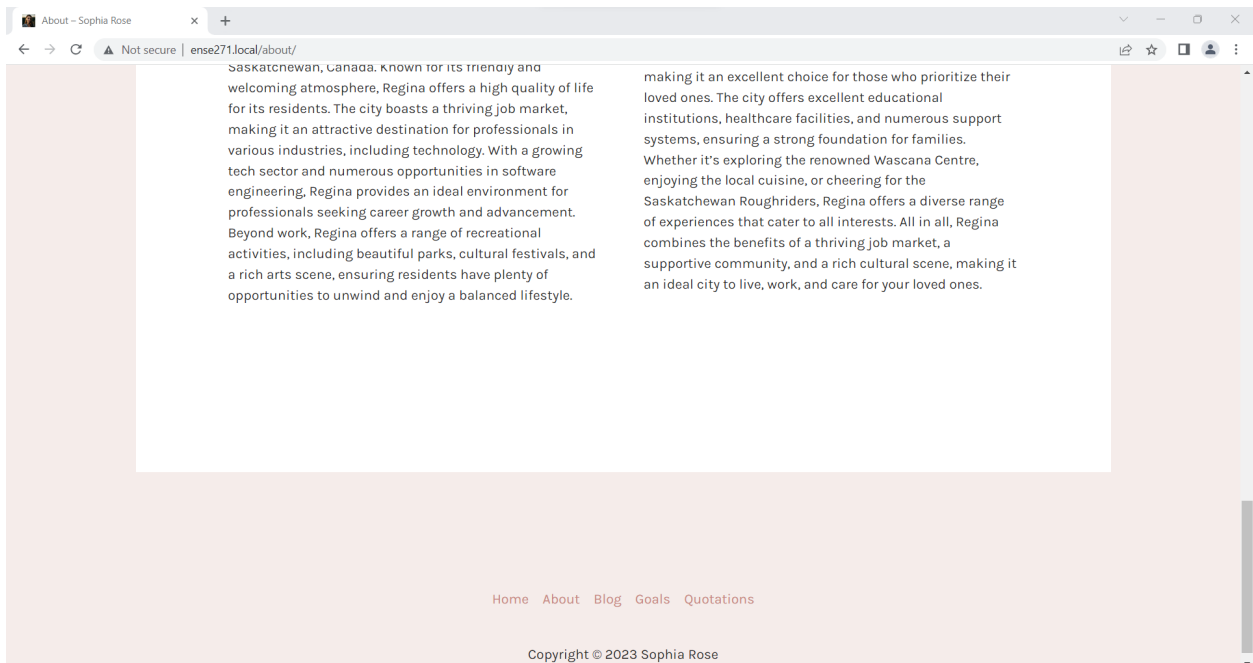 About – Sophia Rose
Not secure
ense271.local/about/
Saskatchewan, Canada. Known for its friendly and
welcoming atmosphere, Regina offers a high quality of life
for its residents. The city boasts a thriving job market,
making it an attractive destination for professionals in
various industries, including technology. With a growing
tech sector and numerous opportunities in software
engineering, Regina provides an ideal environment for
professionals seeking career growth and advancement.
Beyond work, Regina offers a range of recreational
activities, including beautiful parks, cultural festivals, and
a rich arts scene, ensuring residents have plenty of
opportunities to unwind and enjoy a balanced lifestyle.
making it an excellent choice for those who prioritize their
loved ones. The city offers excellent educational
institutions, healthcare facilities, and numerous support
systems, ensuring a strong foundation for families.
Whether it’s exploring the renowned Wascana Centre,
enjoying the local cuisine, or cheering for the
Saskatchewan Roughriders, Regina offers a diverse range
of experiences that cater to all interests. All in all, Regina
combines the benefits of a thriving job market, a
supportive community, and a rich cultural scene, making it
an ideal city to live, work, and care for your loved ones.
Home About Blog Goals Quotations
Copyright © 2023 Sophia Rose